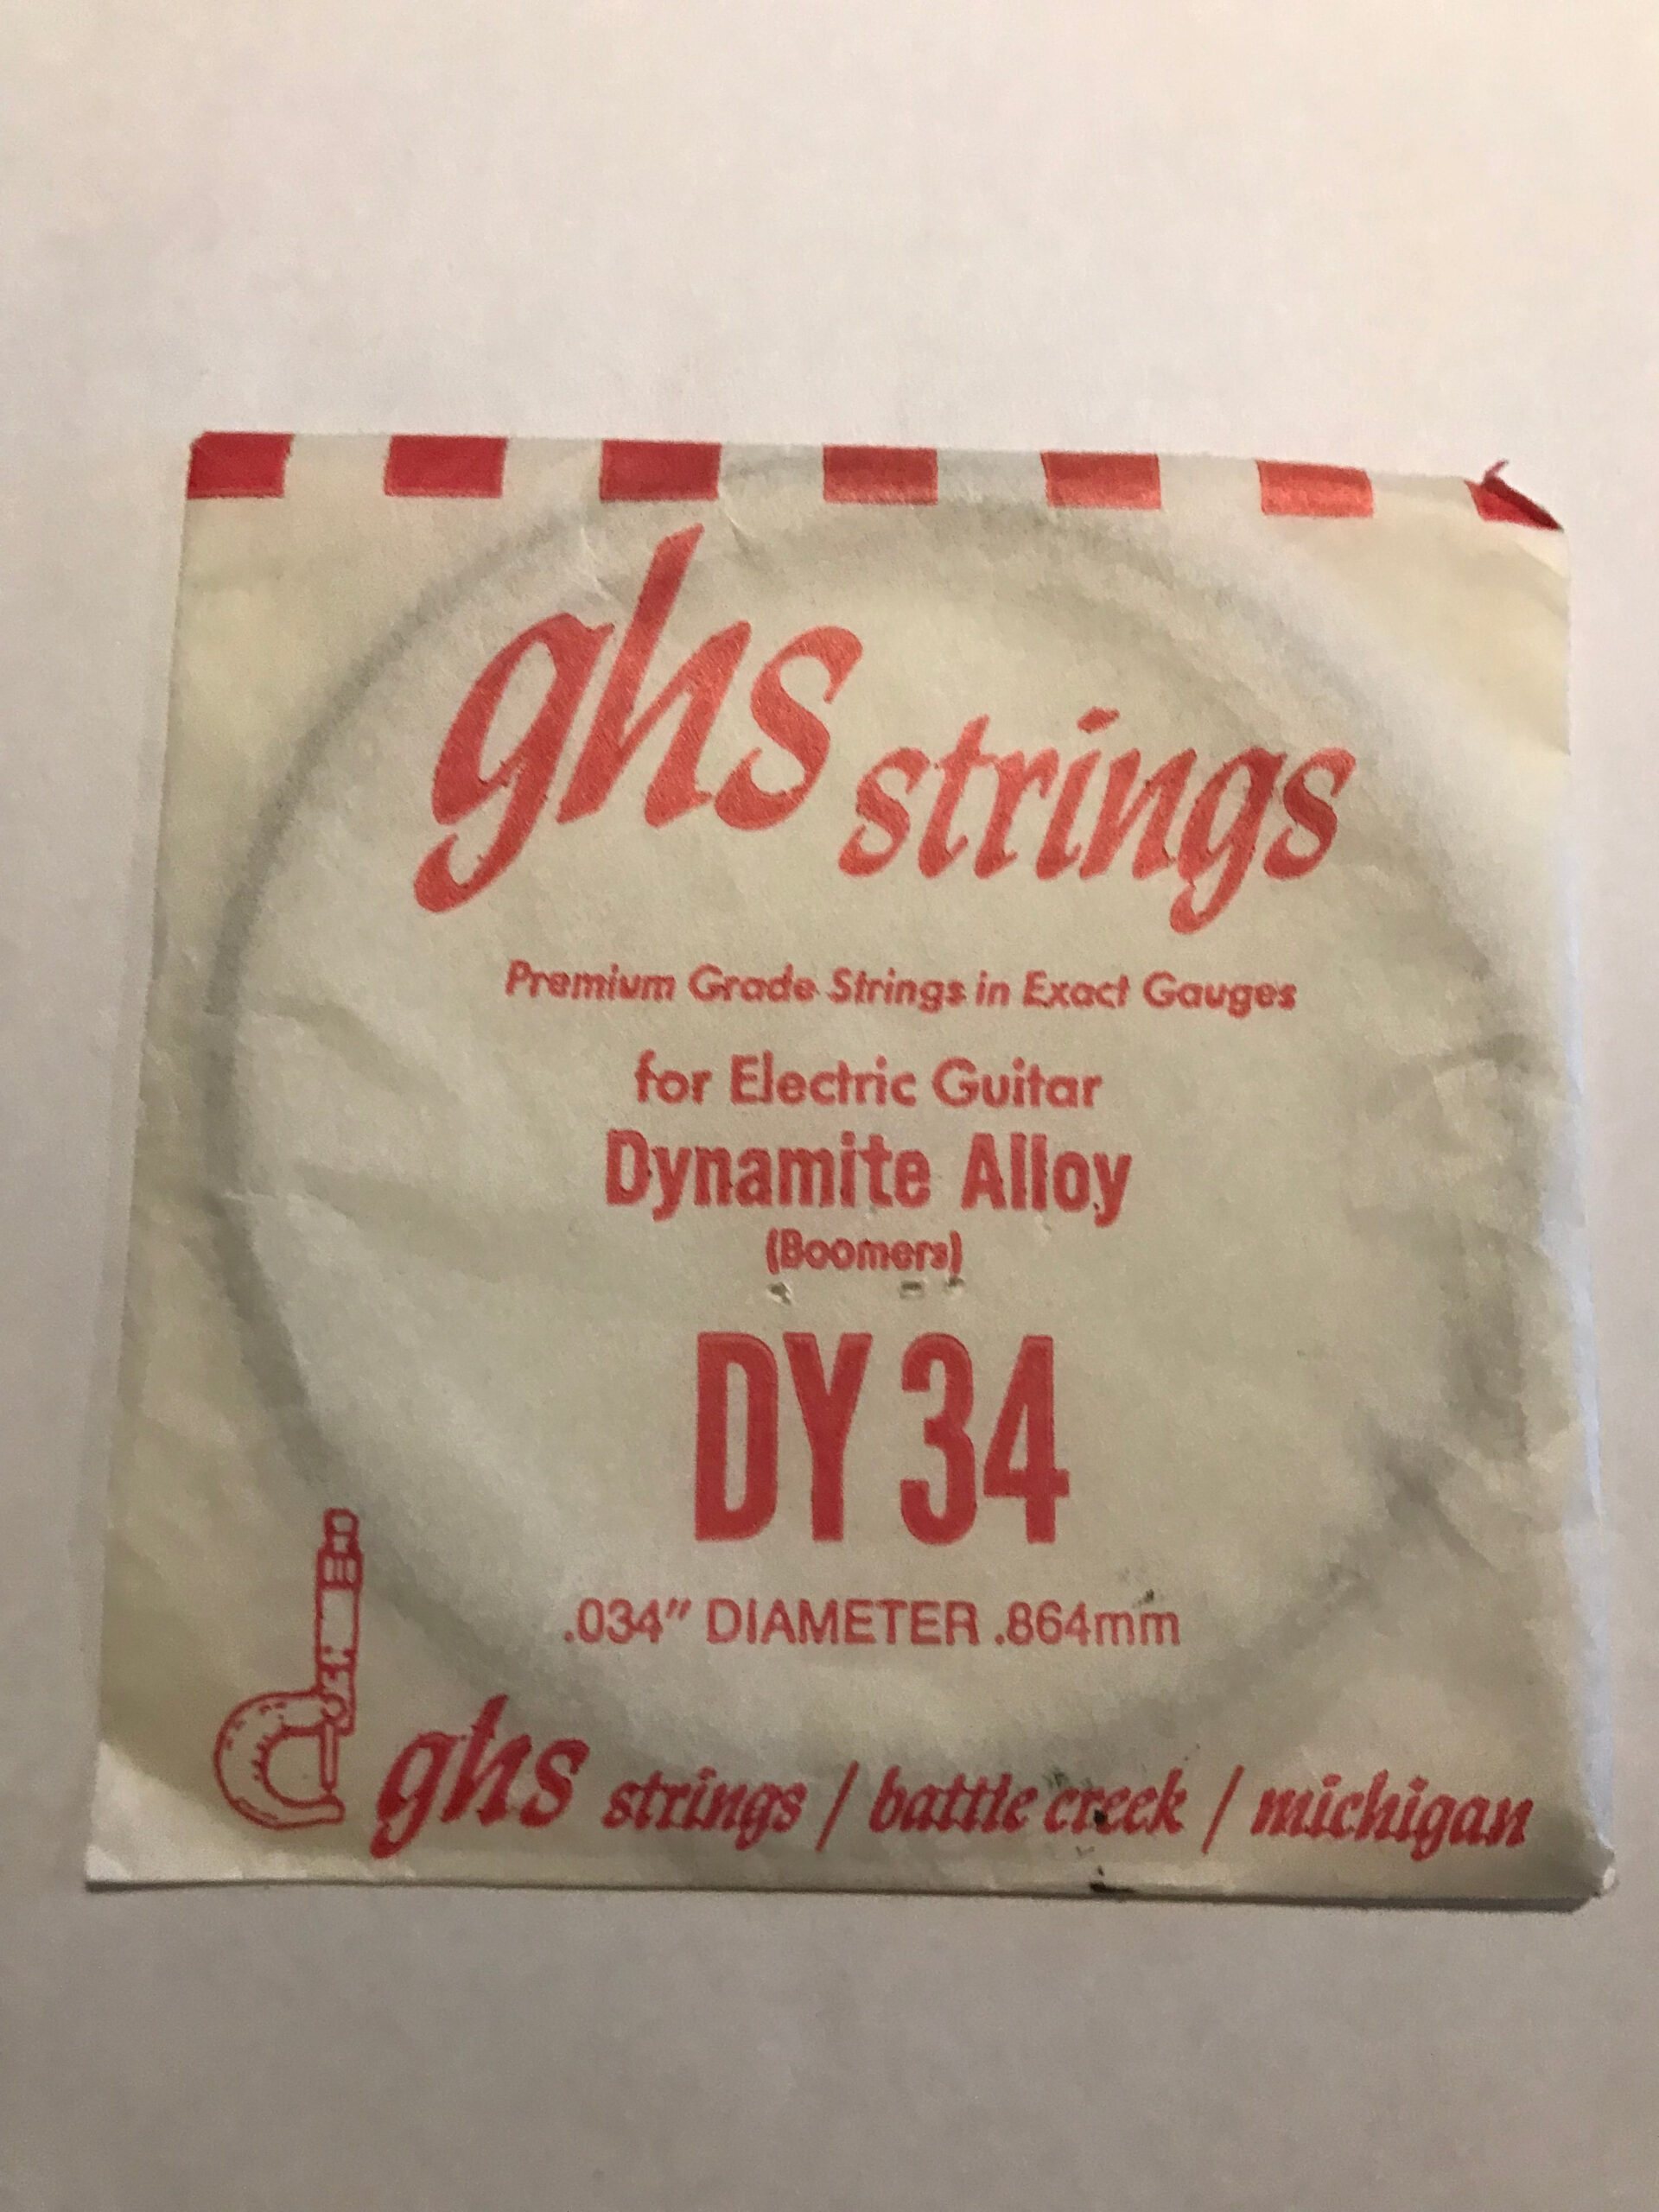 ghs strings
Premium Grade Strings in Exact Gauges
for Electric Guitar
Dynamite Alloy
(Boomers)
DY 34
.034" DIAMETER .864mm
ghs strings / battle creek / michigan